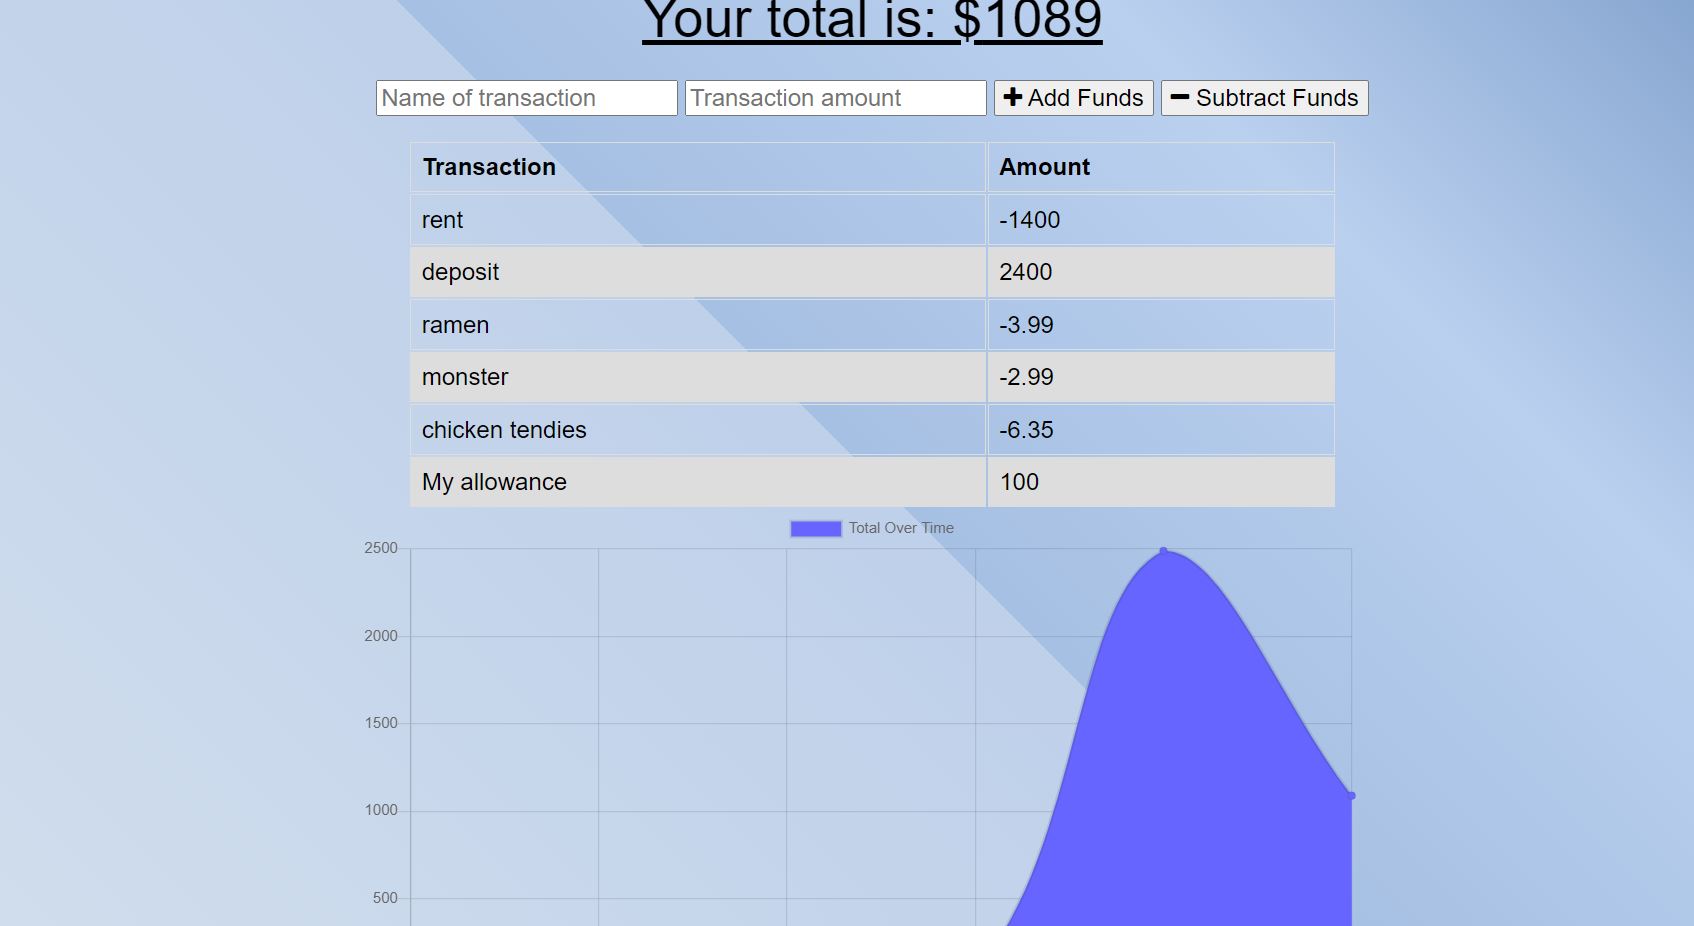 Your total is: $1089
Name of transaction Transaction amount + Add Funds − Subtract Funds
Transaction Amount
rent -1400
deposit 2400
ramen -3.99
monster -2.99
chicken tendies -6.35
My allowance 100
Total Over Time
2500
2000
1500
1000
500